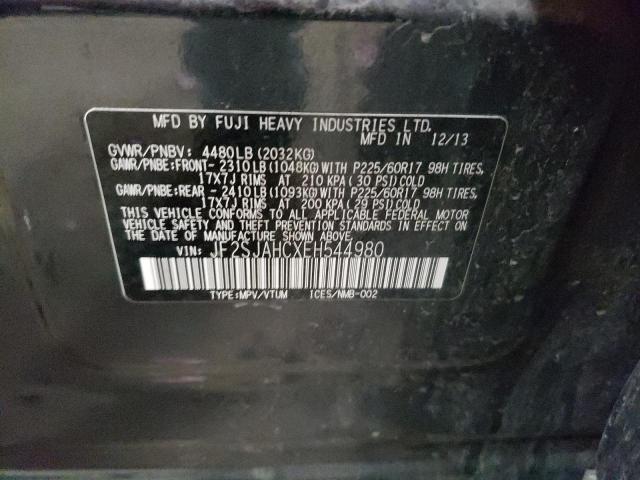 MFD BY FUJI HEAVY INDUSTRIES LTD.
MFD IN 12/13
GVWR/PNBV: 4480LB(2032KG)
GAWR/PNBE:FRONT- 2310LB(1048KG)WITH P225/60R17 98H TIRES,
17X7J RIMS AT 210 KPA(30 PSI)COLD
GAWR/PNBE:REAR -2410LB(1093KG)WITH P225/60R17 98H TIRES,
17X7J RIMS AT 200 KPA(29 PSI)COLD
THIS VEHICLE CONFORMS TO ALL APPLICABLE FEDERAL MOTOR
VEHICLE SAFETY AND THEFT PREVENTION STANDARDS IN EFFECT ON
THE DATE OF MANUFACTURE SHOWN ABOVE.
VIN: JF2SJAHCXEH544980
TYPE:MPV/VTUM ICES/NMB-002